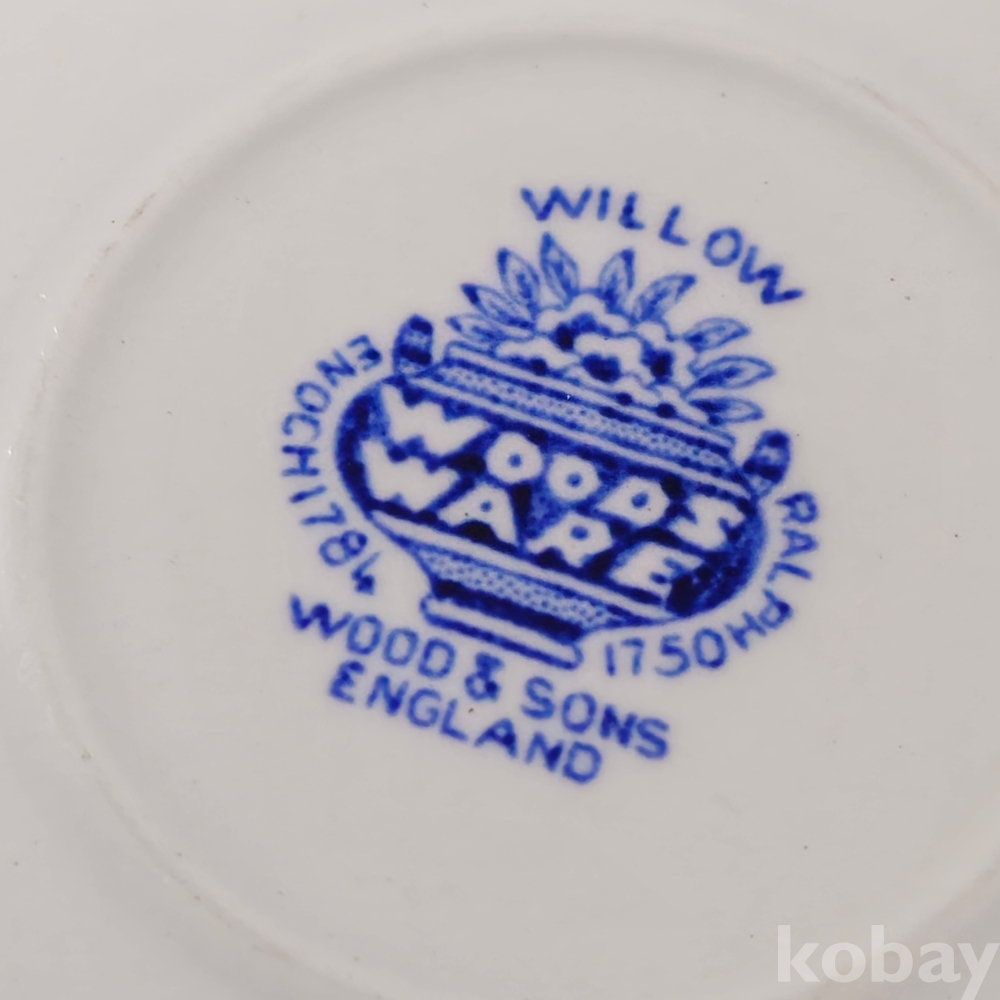 WILLOW
ENOCH 1784
WOODS
WARE
RALPH 1750
WOOD & SONS
ENGLAND
kobay